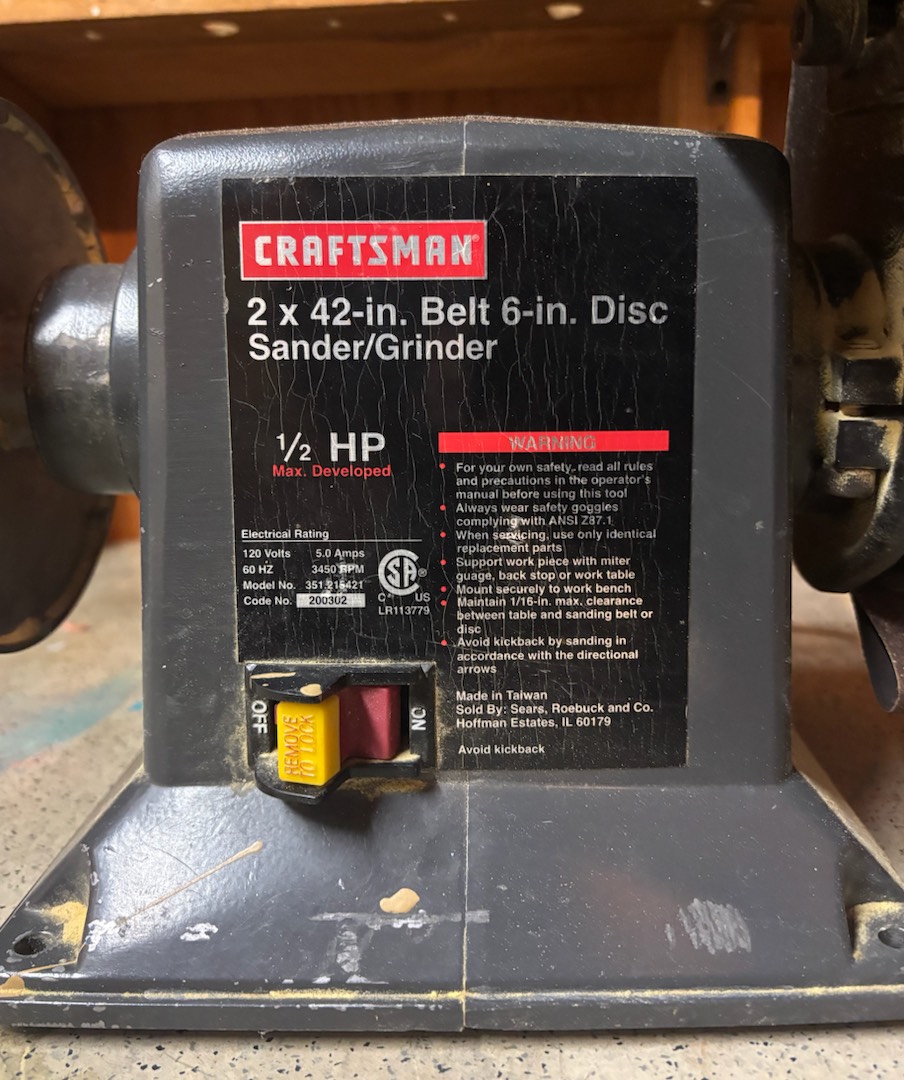 CRAFTSMAN®
2 x 42-in. Belt 6-in. Disc
Sander/Grinder
1/2 HP
Max. Developed
Electrical Rating
120 Volts 5.0 Amps
60 HZ 3450 RPM
Model No. 351.215421
Code No. 200302
SA®
C US
LR113779
WARNING
• For your own safety, read all rules
and precautions in the operator's
manual before using this tool
• Always wear safety goggles
complying with ANSI Z87.1
• When servicing, use only identical
replacement parts
• Support work piece with miter
guage, back stop or work table
• Mount securely to work bench
• Maintain 1/16-in. max. clearance
between table and sanding belt or
disc
• Avoid kickback by sanding in
accordance with the directional
arrows
Made in Taiwan
Sold By: Sears, Roebuck and Co.
Hoffman Estates, IL 60179
Avoid kickback
OFF
REMOVE
TO LOCK
ON